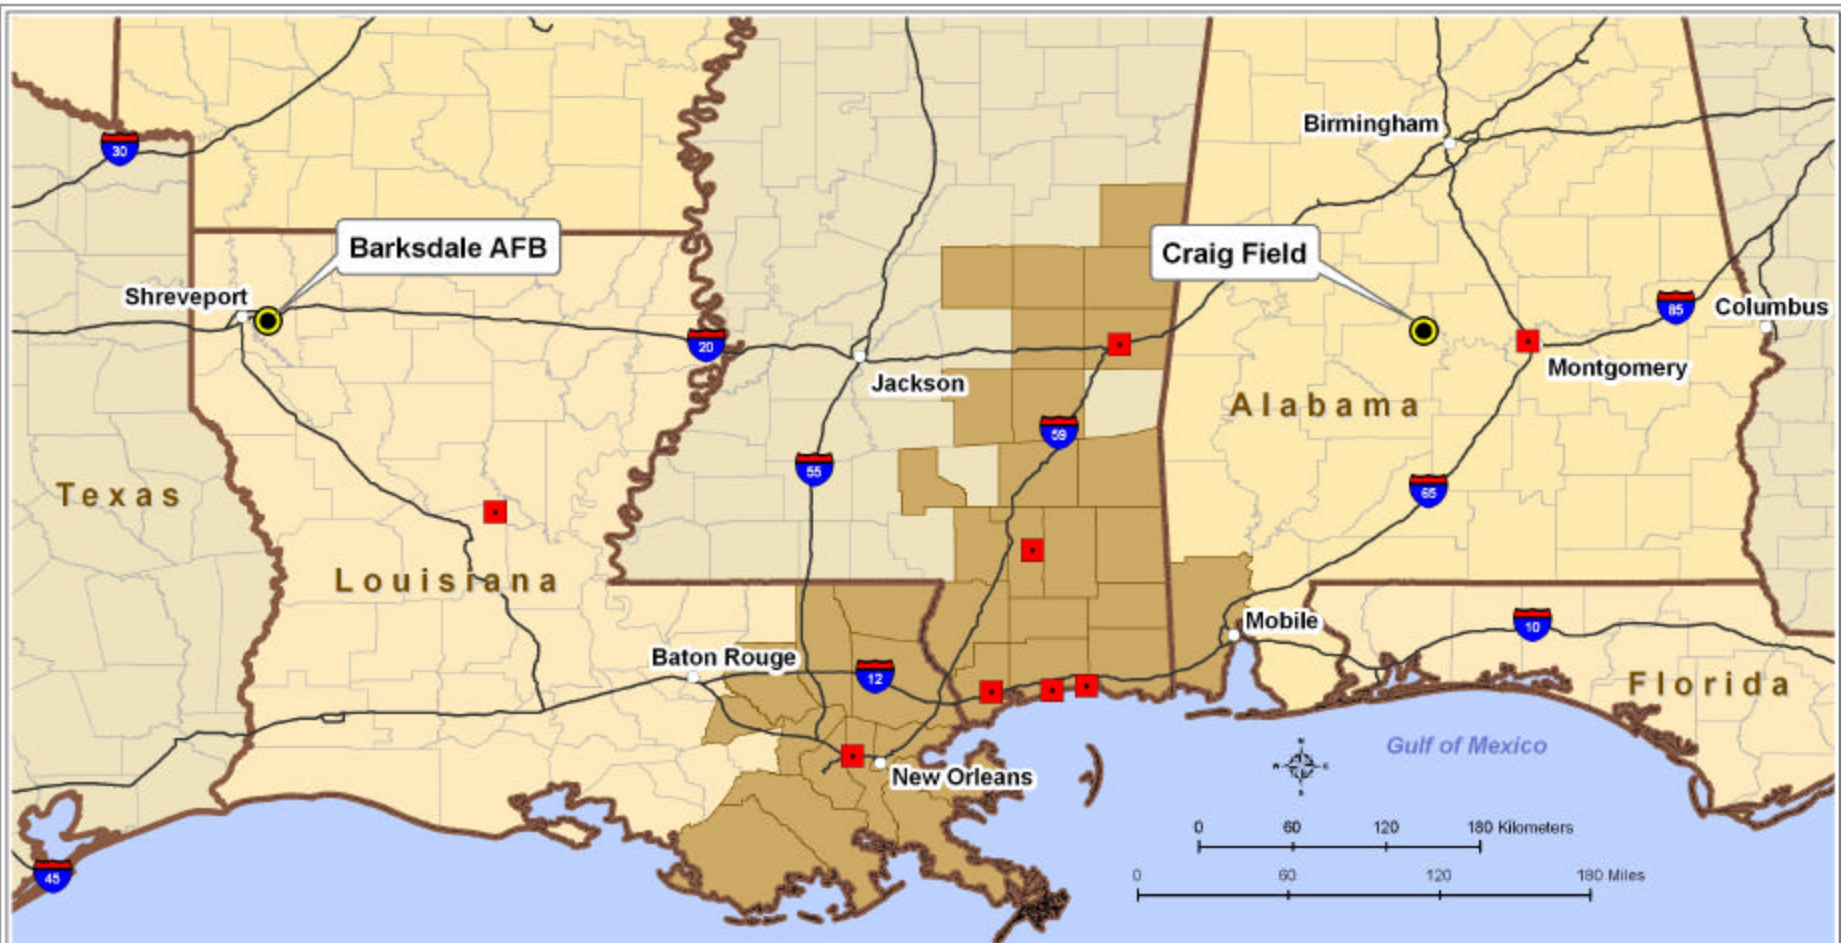 Birmingham
30
Barksdale AFB
Craig Field
Shreveport
85
Columbus
20
Jackson
Montgomery
Alabama
59
55
65
Texas
Louisiana
Mobile
10
Baton Rouge
12
Florida
Gulf of Mexico
N
W
E
S
New Orleans
0 60 120 180 Kilometers
45
0 60 120 180 Miles